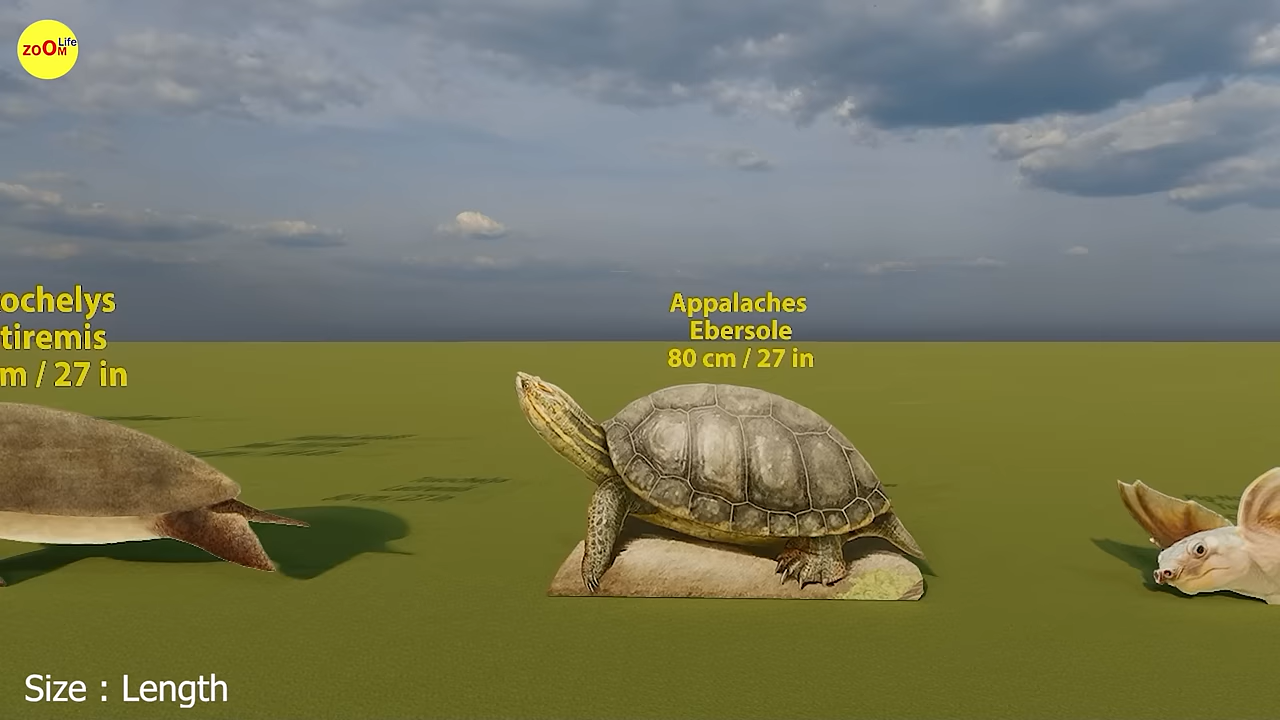 zoOM Life
ochelys
tiremis
m / 27 in
Appalaches
Ebersole
80 cm / 27 in
Size : Length